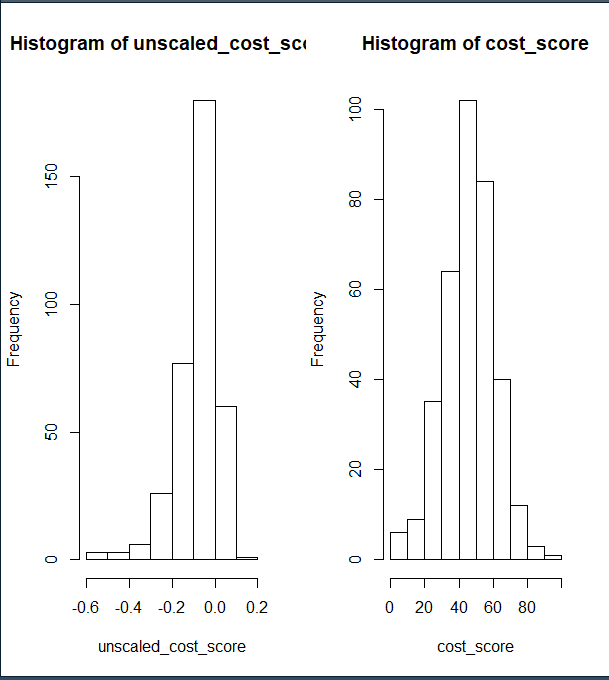 Histogram of unscaled_cost_sc
Histogram of cost_score
Frequency
150
100
50
0
-0.6 -0.4 -0.2 0.0 0.2
unscaled_cost_score
Frequency
100
80
60
40
20
0
0 20 40 60 80
cost_score